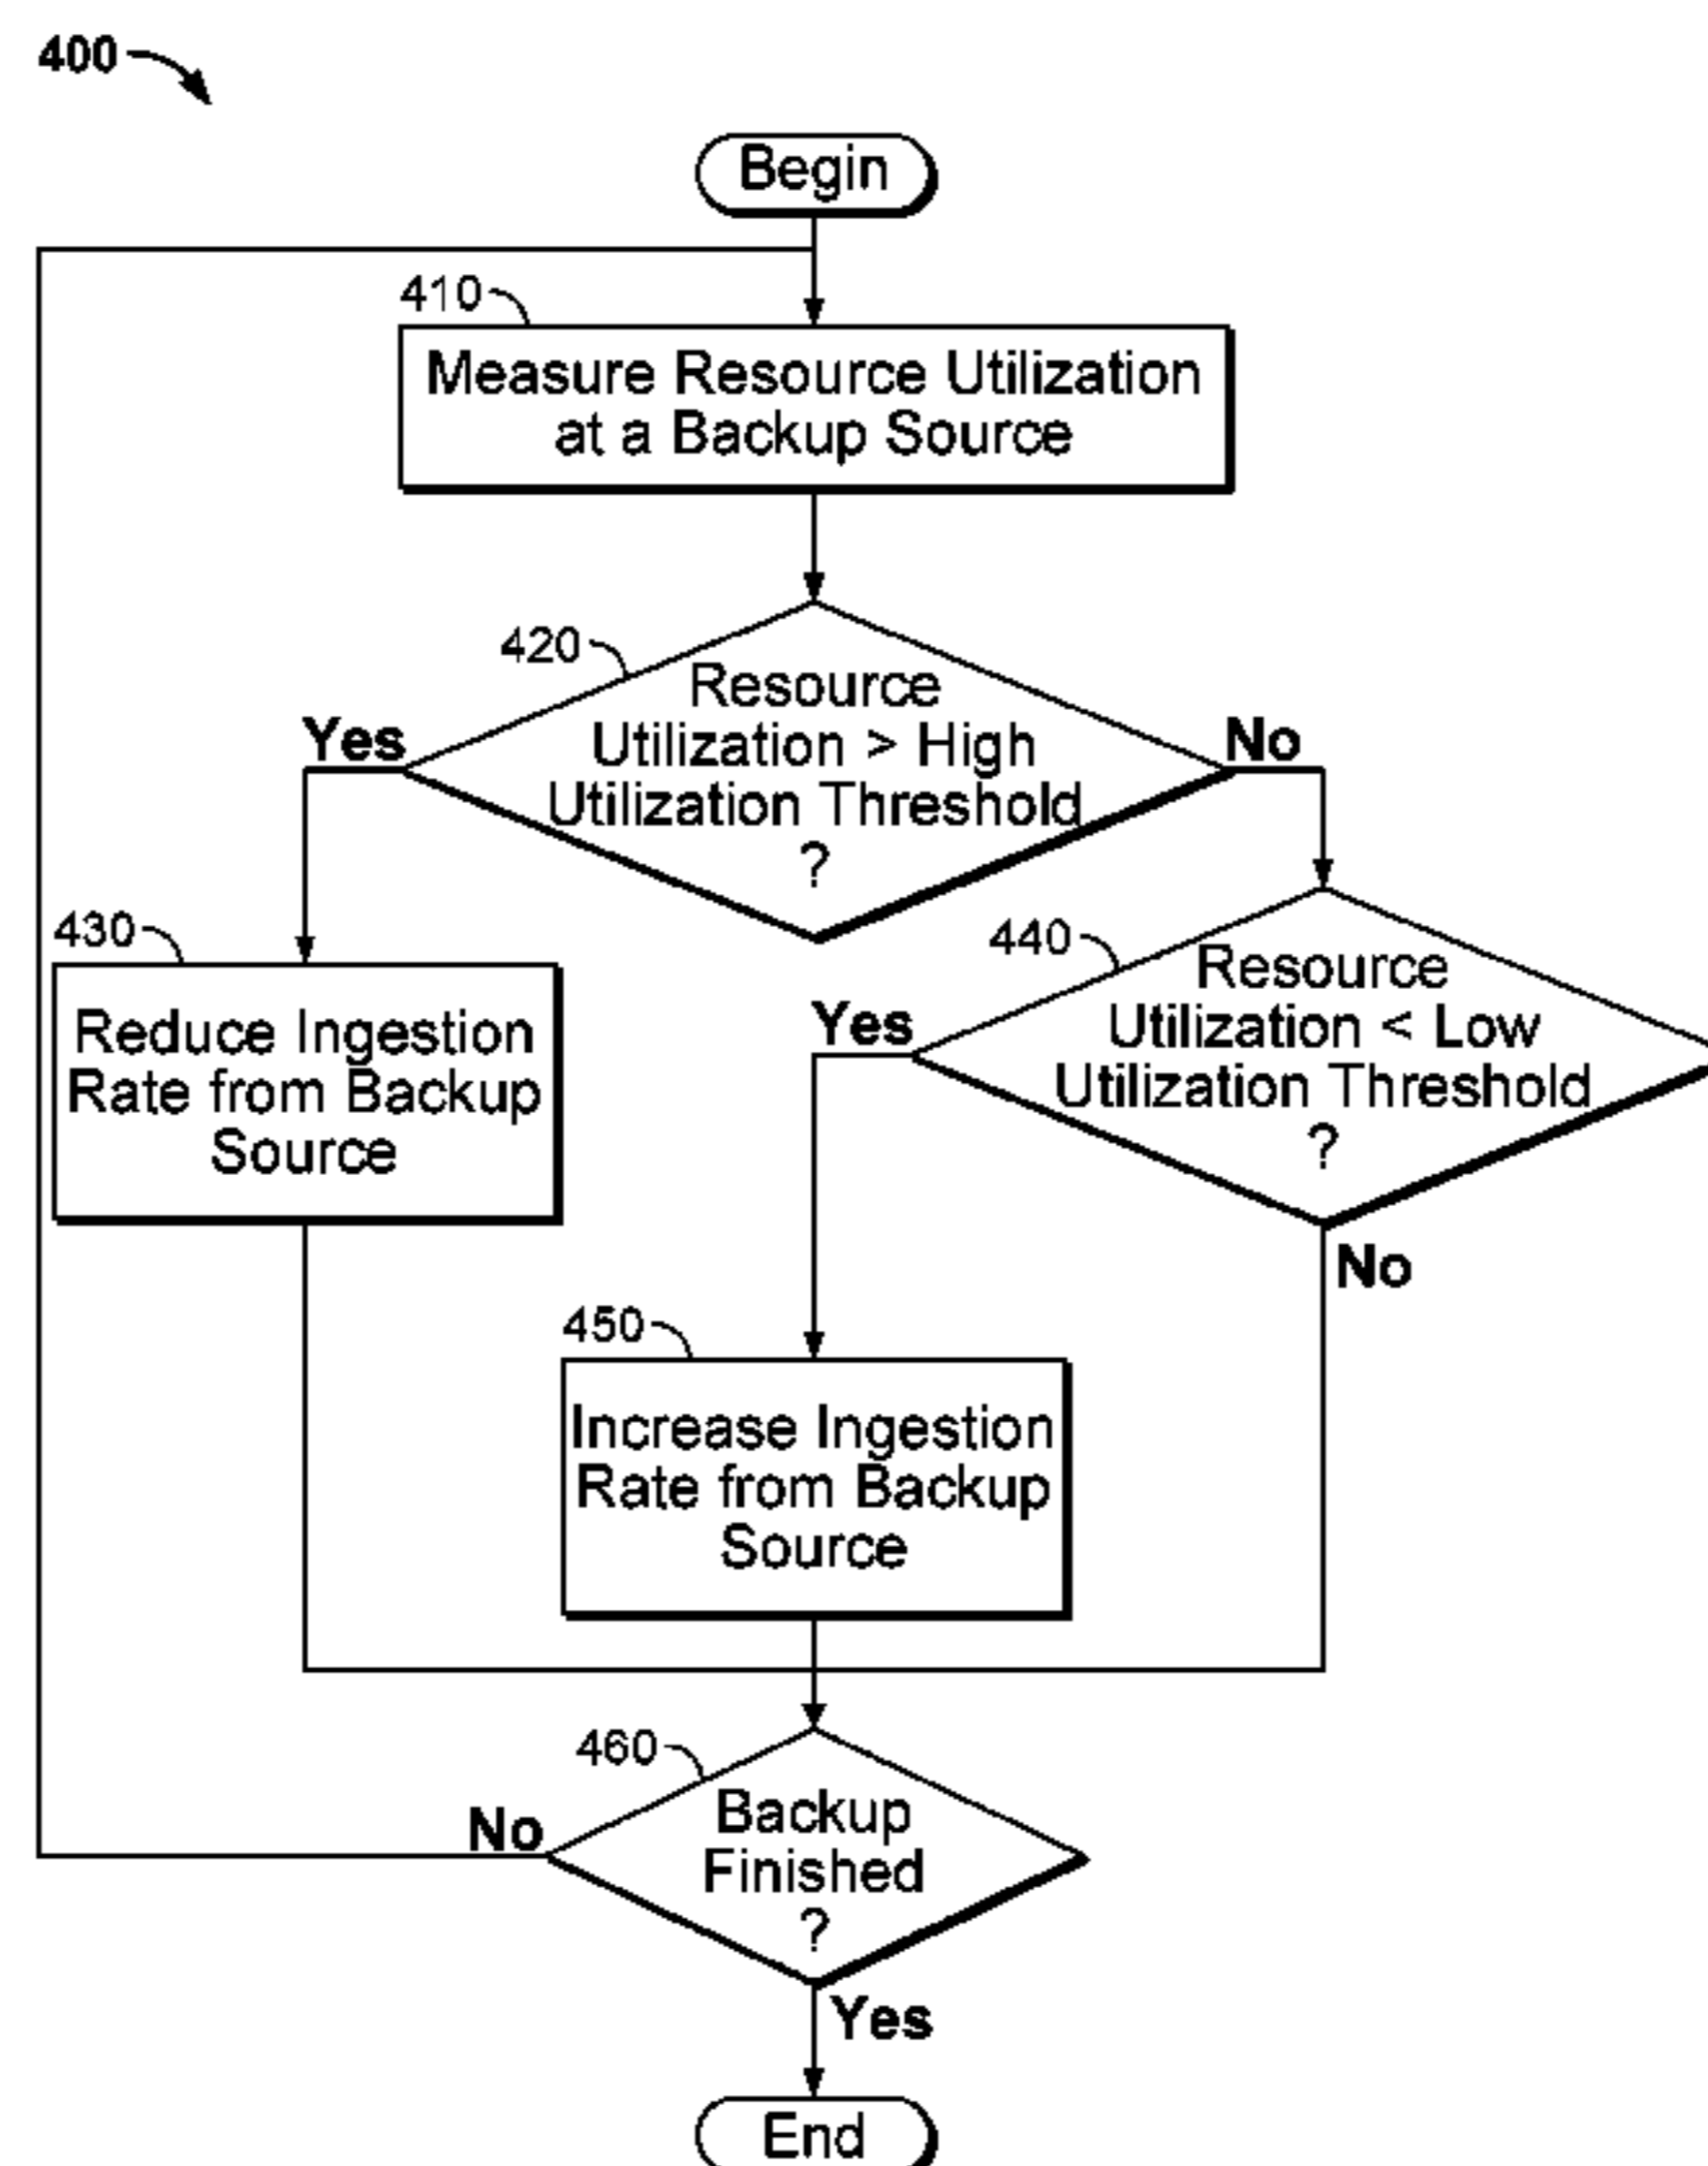 400
Begin
410
Measure Resource Utilization
at a Backup Source
420
Resource
Utilization > High
Utilization Threshold
?
Yes
No
430
Reduce Ingestion
Rate from Backup
Source
440
Resource
Utilization < Low
Utilization Threshold
?
Yes
No
450
Increase Ingestion
Rate from Backup
Source
460
Backup
Finished
?
No
Yes
End